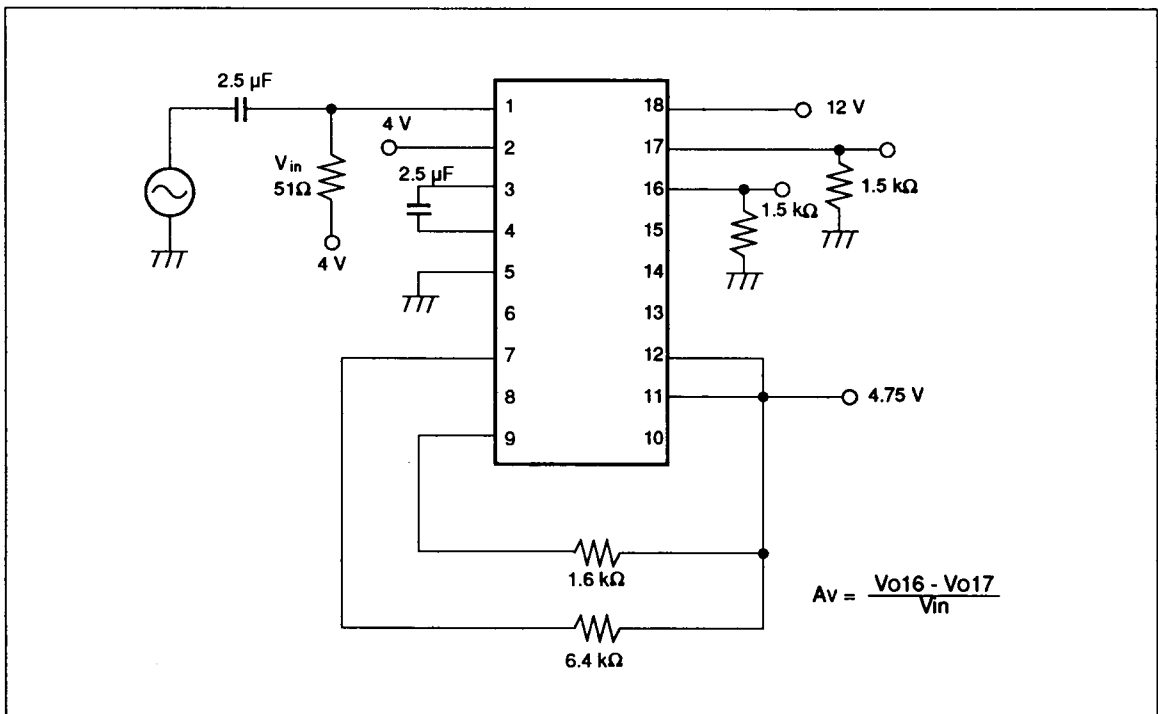 2.5 µF
1 18 12 V
4 V
2 17
Vin
51Ω
2.5 µF
3 16
1.5 kΩ
1.5 kΩ
4 15
4 V
5 14
6 13
7 12
8 11 4.75 V
9 10
1.6 kΩ
Av = Vo16 - Vo17
Vin
6.4 kΩ